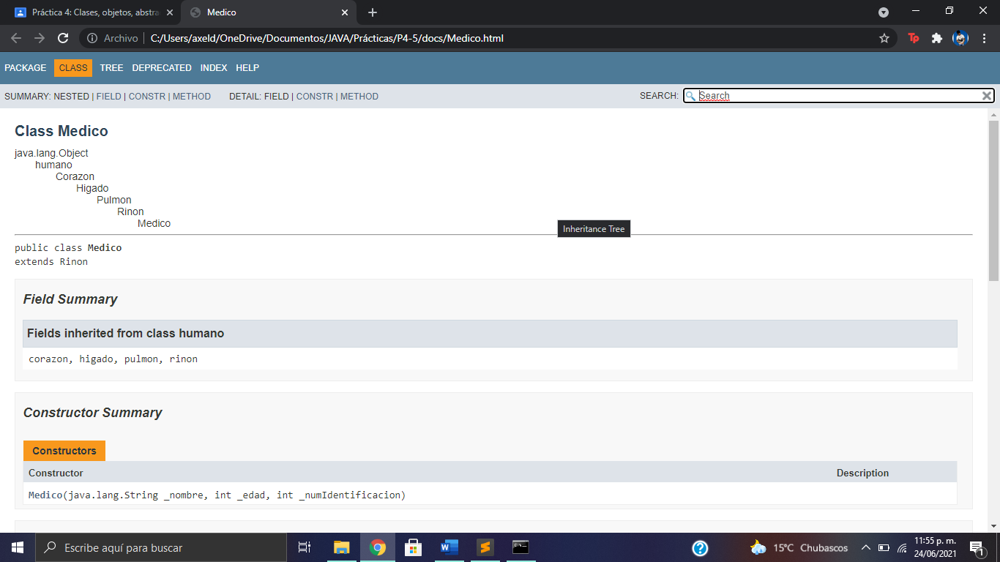 Práctica 4: Clases, objetos, abstra
Medico
Archivo
C:/Users/axeld/OneDrive/Documentos/JAVA/Prácticas/P4-5/docs/Medico.html
Tp
PACKAGE CLASS TREE DEPRECATED INDEX HELP
SUMMARY: NESTED | FIELD | CONSTR | METHOD DETAIL: FIELD | CONSTR | METHOD SEARCH: Search
Class Medico
java.lang.Object
humano
Corazon
Higado
Pulmon
Rinon
Medico
Inheritance Tree
public class Medico
extends Rinon
Field Summary
Fields inherited from class humano
corazon, higado, pulmon, rinon
Constructor Summary
Constructors
Constructor Description
Medico(java.lang.String _nombre, int _edad, int _numIdentificacion)
Escribe aquí para buscar
15°C Chubascos
11:55 p. m.
24/06/2021
1